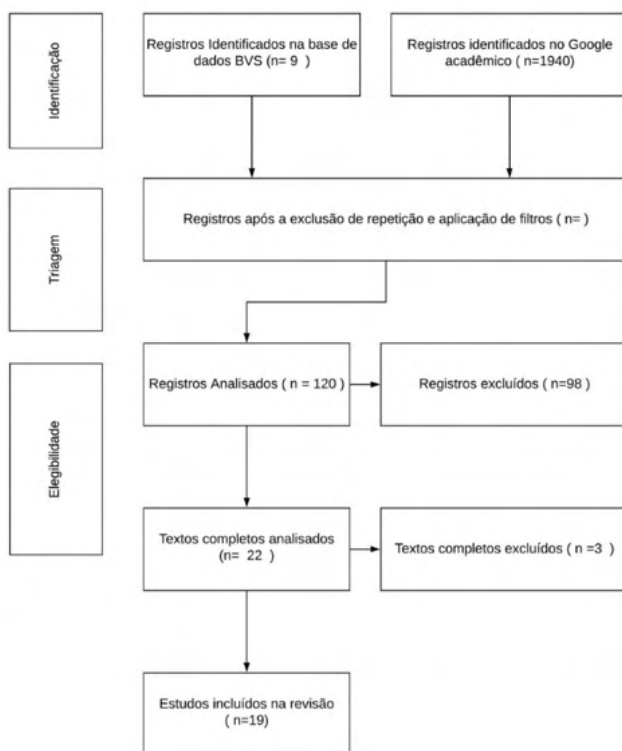 Identificação
Registros Identificados na base de
dados BVS (n= 9 )
Registros identificados no Google
acadêmico ( n=1940)
Triagem
Registros após a exclusão de repetição e aplicação de filtros ( n= )
Elegibilidade
Registros Analisados ( n = 120 )
Registros excluídos ( n=98 )
Textos completos analisados
(n= 22 )
Textos completos excluídos ( n =3 )
Estudos incluídos na revisão
( n=19)